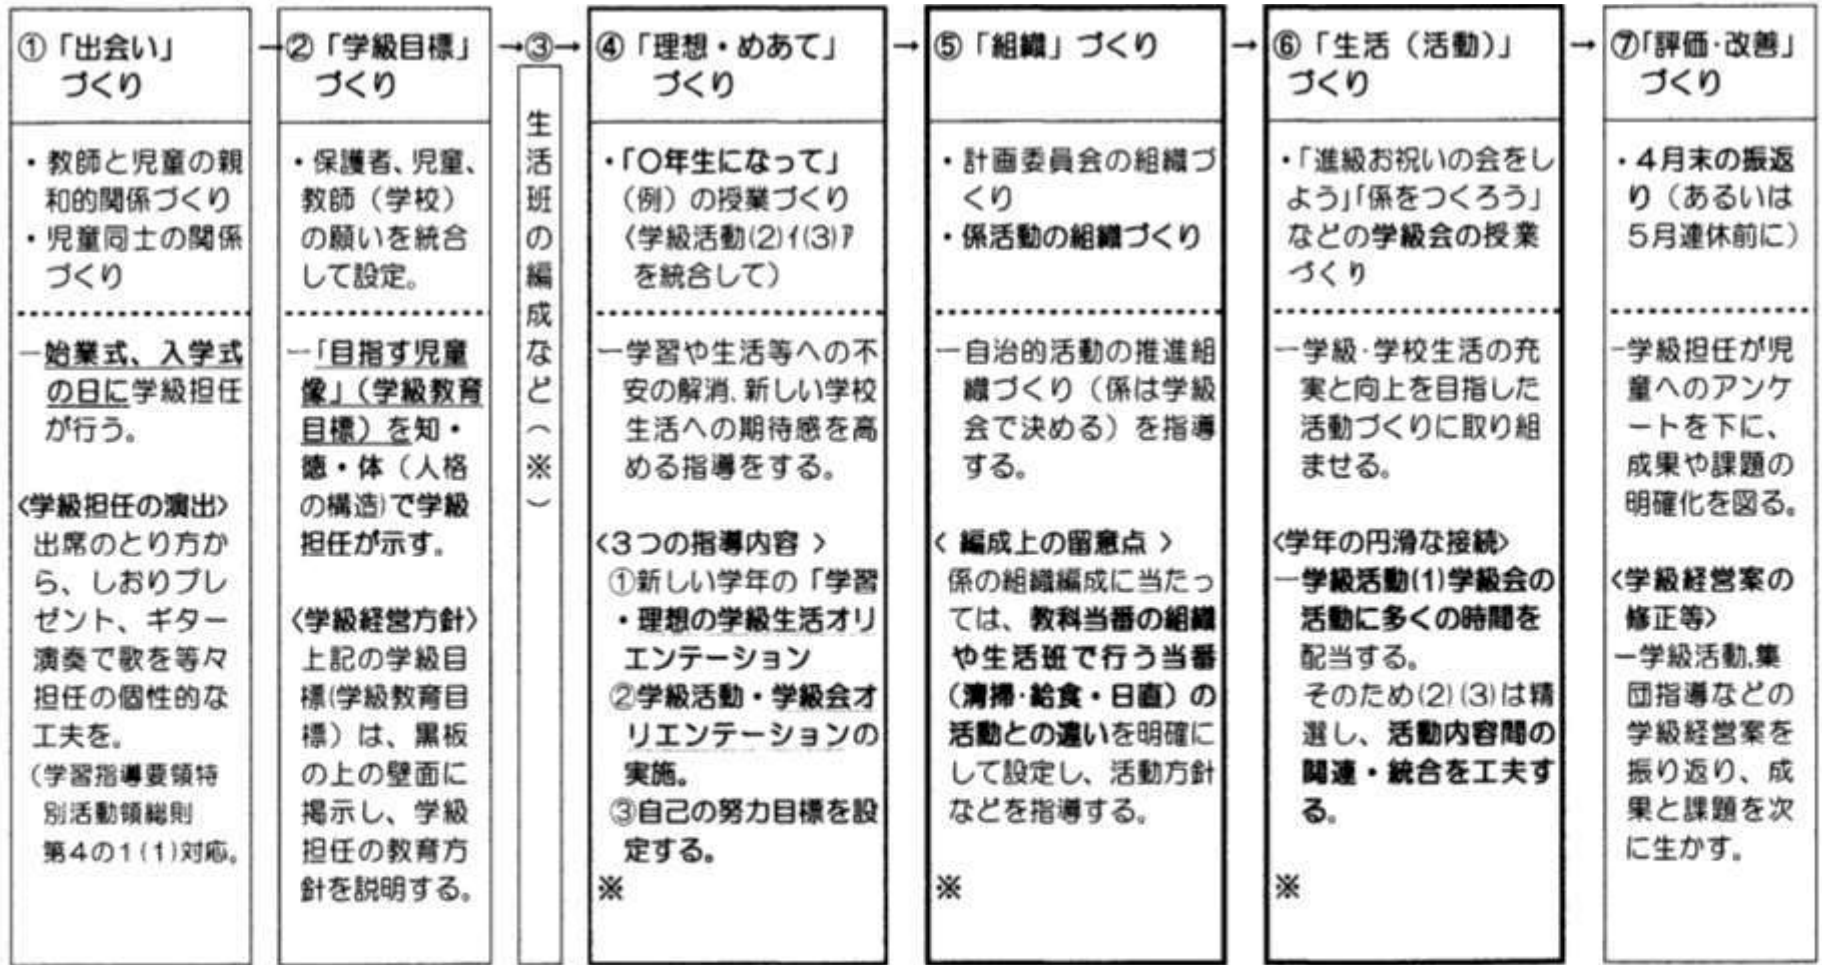 ①「出会い」
づくり
・教師と児童の親
和的関係づくり
・児童同士の関係
づくり
―始業式、入学式
の日に学級担任
が行う。
<学級担任の演出>
出席のとり方か
ら、しおりプレ
ゼント、ギター
演奏で歌を等々
担任の個性的な
工夫を。
(学習指導要領特
別活動領総則
第4の1(1)対応。
→②「学級目標」
づくり
・保護者、児童、
教師(学校)
の願いを統合
して設定。
―「目指す児童
像」(学級教育
目標)を知・
徳・体(人格
の構造)で学級
担任が示す。
<学級経営方針>
上記の学級目
標(学級教育目
標)は、黒板
の上の壁面に
掲示し、学級
担任の教育方
針を説明する。
→③→
生活班の編成など(※)
④「理想・めあて」
づくり
・「〇年生になって」
(例)の授業づくり
〈学級活動(2)ｲ(3)ｱ
を統合して)
―学習や生活等への不
安の解消、新しい学校
生活への期待感を高
める指導をする。
<3つの指導内容 >
①新しい学年の「学習
・理想の学級生活オリ
エンテーション
②学級活動・学級会オ
リエンテーションの
実施。
③自己の努力目標を設
定する。
※
→⑤「組織」づくり
・計画委員会の組織づ
くり
・係活動の組織づくり
―自治的活動の推進組
織づくり(係は学級
会で決める)を指導
する。
< 編成上の留意点 >
係の組織編成に当たっ
ては、教科当番の組織
や生活班で行う当番
(清掃・給食・日直)の
活動との違いを明確に
して設定し、活動方針
などを指導する。
※
→⑥「生活(活動)」
づくり
・「進級お祝いの会をし
よう」「係をつくろう」
などの学級会の授業
づくり
―学級・学校生活の充
実と向上を目指した
活動づくりに取り組
ませる。
<学年の円滑な接続>
―学級活動(1)学級会の
活動に多くの時間を
配当する。
そのため(2)(3)は精
選し、活動内容間の
関連・統合を工夫す
る。
※
→⑦「評価・改善」
づくり
・4月末の振返
り(あるいは
5月連休前に)
―学級担任が児
童へのアンケ
ートを下に、
成果や課題の
明確化を図る。
<学級経営案の
修正等>
―学級活動、集
団指導などの
学級経営案を
振り返り、成
果と課題を次
に生かす。